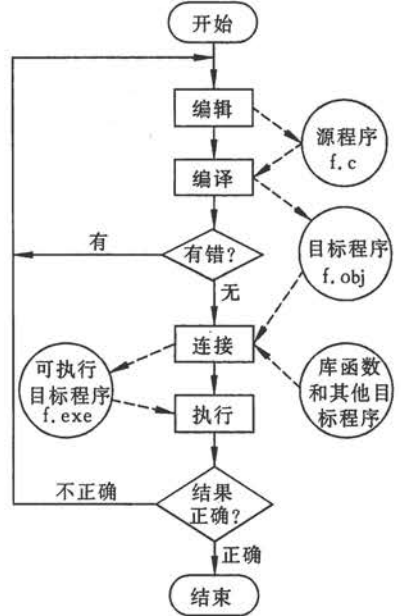 开始
编辑
源程序
f.c
编译
有
有错?
目标程序
f.obj
无
可执行
目标程序
f.exe
连接
库函数
和其他目
标程序
执行
不正确
结果
正确?
正确
结束